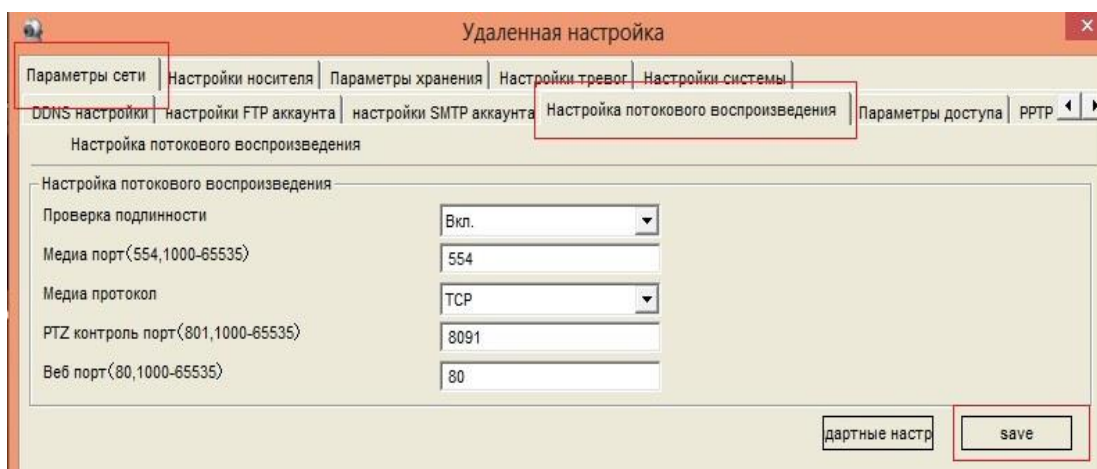 Удаленная настройка
Параметры сети Настройки носителя Параметры хранения Настройки тревог Настройки системы
DDNS настройки настройки FTP аккаунта настройки SMTP аккаунта Настройка потокового воспроизведения Параметры доступа PPTP
Настройка потокового воспроизведения
Настройка потокового воспроизведения
Проверка подлинности Вкл.
Медиа порт(554,1000-65535) 554
Медиа протокол TCP
PTZ контроль порт(801,1000-65535) 8091
Веб порт(80,1000-65535) 80
дартные настр save